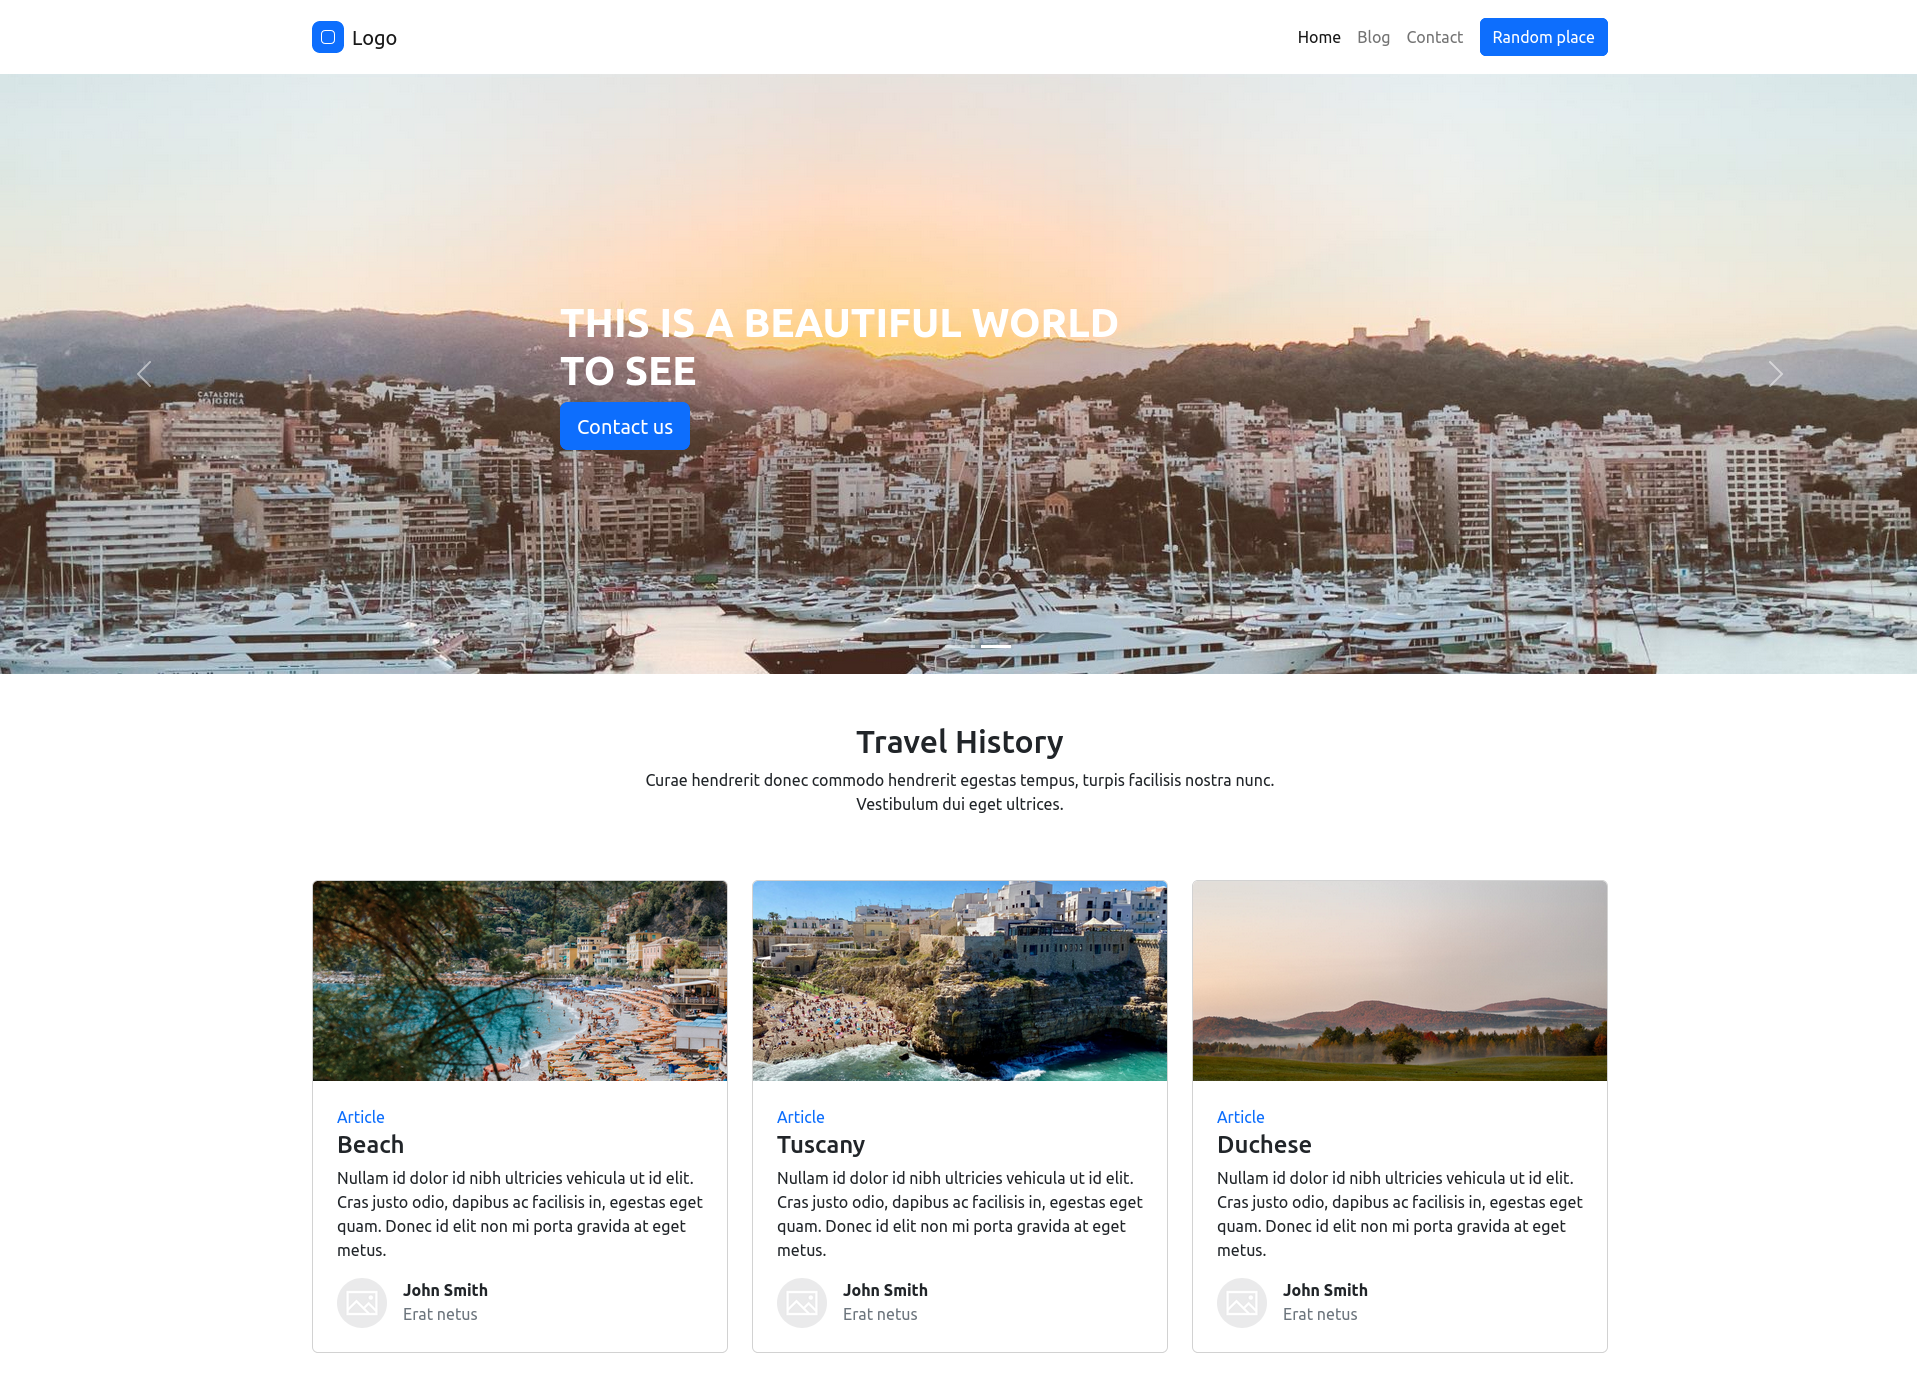 Logo
Home Blog Contact Random place
THIS IS A BEAUTIFUL WORLD
TO SEE
CATALONIA
MAJORICA
Contact us
Travel History
Curae hendrerit donec commodo hendrerit egestas tempus, turpis facilisis nostra nunc.
Vestibulum dui eget ultrices.
Article
Beach
Nullam id dolor id nibh ultricies vehicula ut id elit.
Cras justo odio, dapibus ac facilisis in, egestas eget
quam. Donec id elit non mi porta gravida at eget
metus.
John Smith
Erat netus
Article
Tuscany
Nullam id dolor id nibh ultricies vehicula ut id elit.
Cras justo odio, dapibus ac facilisis in, egestas eget
quam. Donec id elit non mi porta gravida at eget
metus.
John Smith
Erat netus
Article
Duchese
Nullam id dolor id nibh ultricies vehicula ut id elit.
Cras justo odio, dapibus ac facilisis in, egestas eget
quam. Donec id elit non mi porta gravida at eget
metus.
John Smith
Erat netus